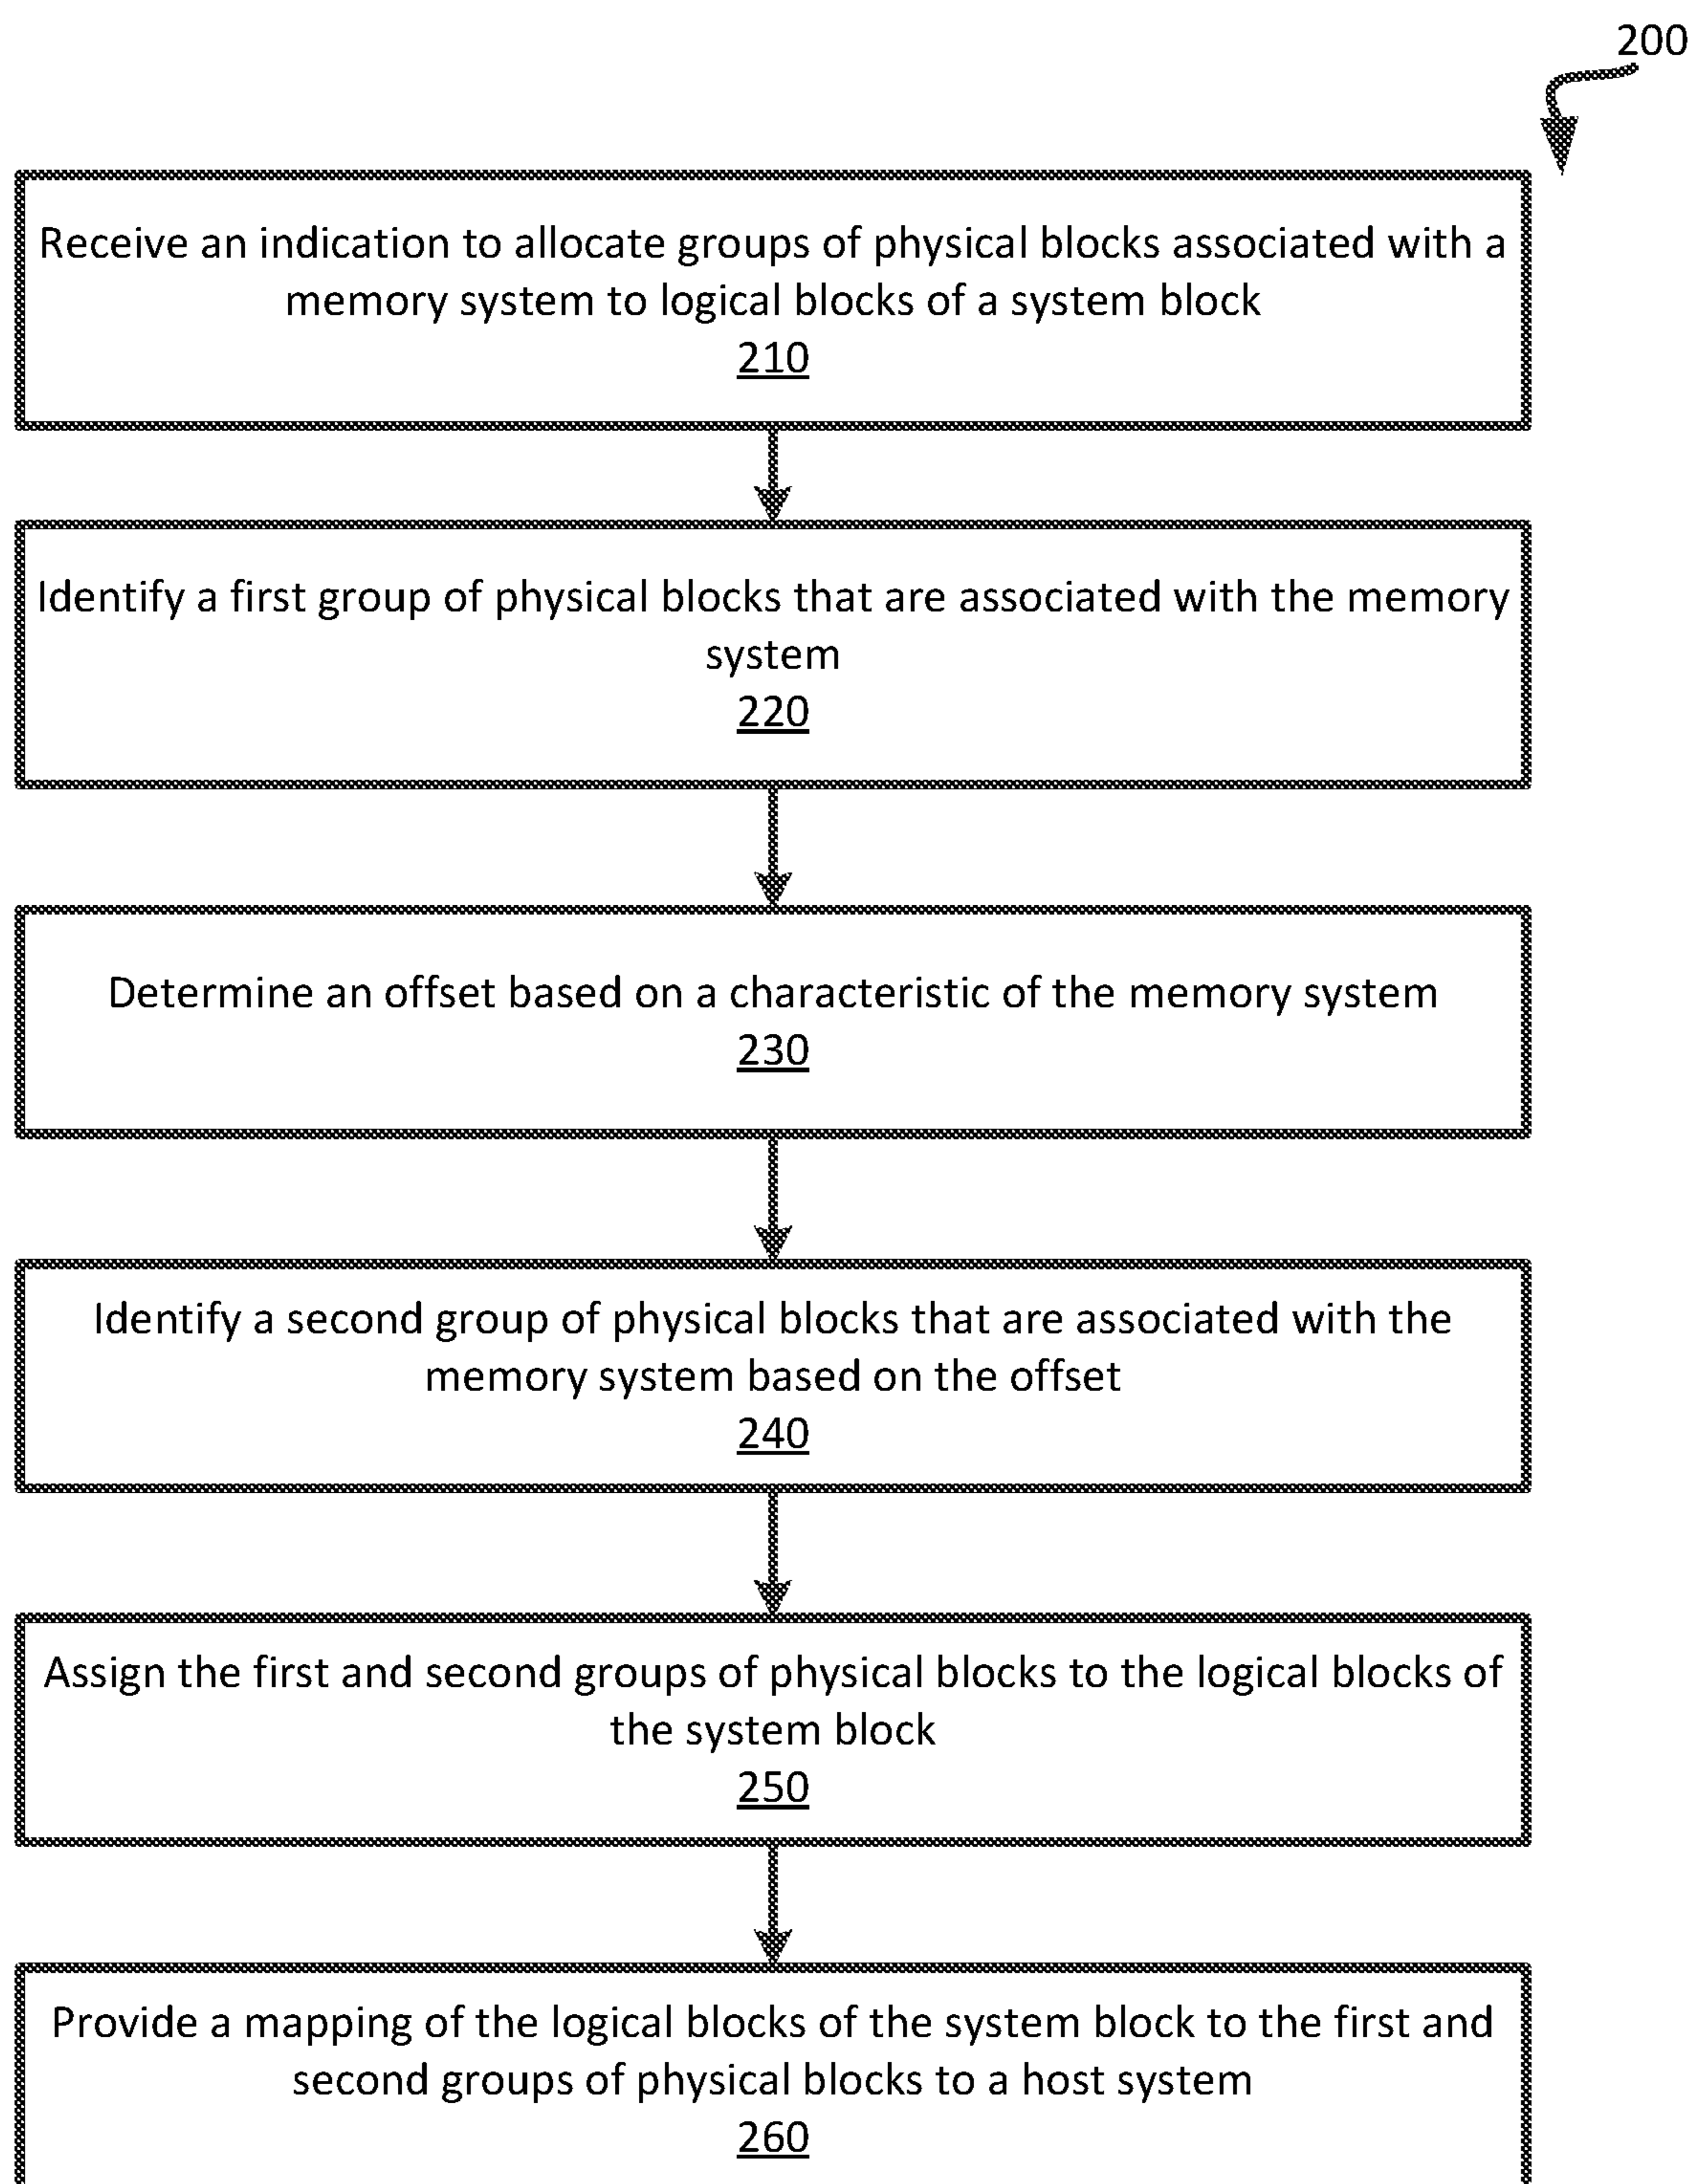 200
Receive an indication to allocate groups of physical blocks associated with a
memory system to logical blocks of a system block
210
Identify a first group of physical blocks that are associated with the memory
system
220
Determine an offset based on a characteristic of the memory system
230
Identify a second group of physical blocks that are associated with the
memory system based on the offset
240
Assign the first and second groups of physical blocks to the logical blocks of
the system block
250
Provide a mapping of the logical blocks of the system block to the first and
second groups of physical blocks to a host system
260